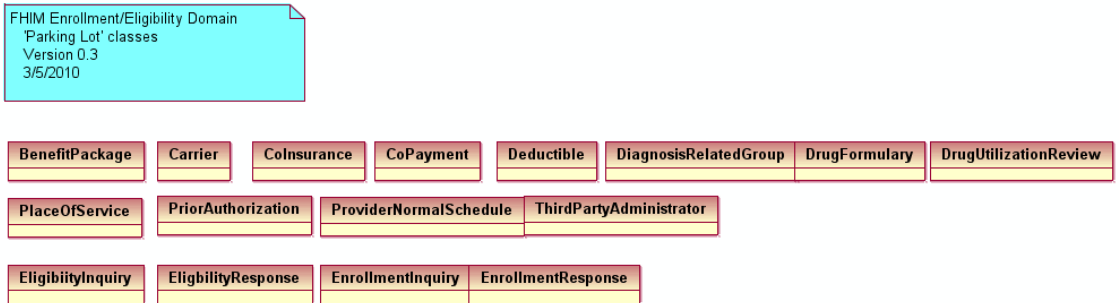 FHIM Enrollment/Eligibility Domain
'Parking Lot' classes
Version 0.3
3/5/2010
BenefitPackage Carrier CoInsurance CoPayment Deductible DiagnosisRelatedGroup DrugFormulary DrugUtilizationReview
PlaceOfService PriorAuthorization ProviderNormalSchedule ThirdPartyAdministrator
EligibiityInquiry EligbilityResponse EnrollmentInquiry EnrollmentResponse